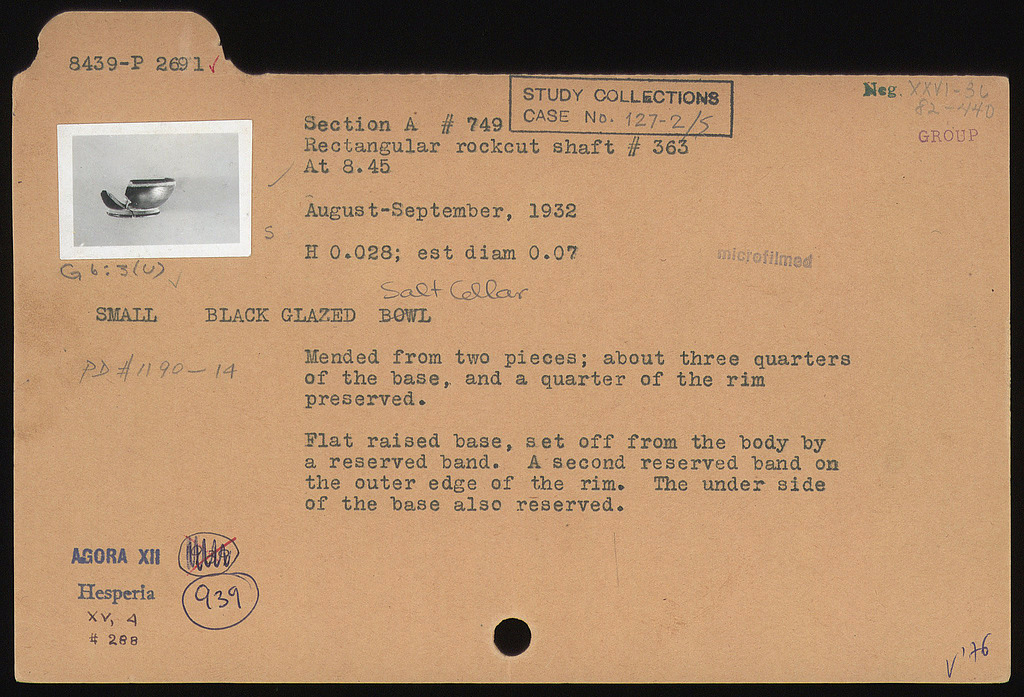 8439-P 2691 ✓
STUDY COLLECTIONS
CASE No. 127-2/5
Neg. XXVI-36
82-440
GROUP
Section A # 749
Rectangular rockcut shaft # 363
At 8.45
August-September, 1932
S
H 0.028; est diam 0.07
microfilmed
G 6:3(U) ✓
Salt Cellar
SMALL BLACK GLAZED BOWL
PD #1190-14
Mended from two pieces; about three quarters
of the base, and a quarter of the rim
preserved.
Flat raised base, set off from the body by
a reserved band. A second reserved band on
the outer edge of the rim. The under side
of the base also reserved.
AGORA XII
939
Hesperia
XV, 4
# 288
V '76